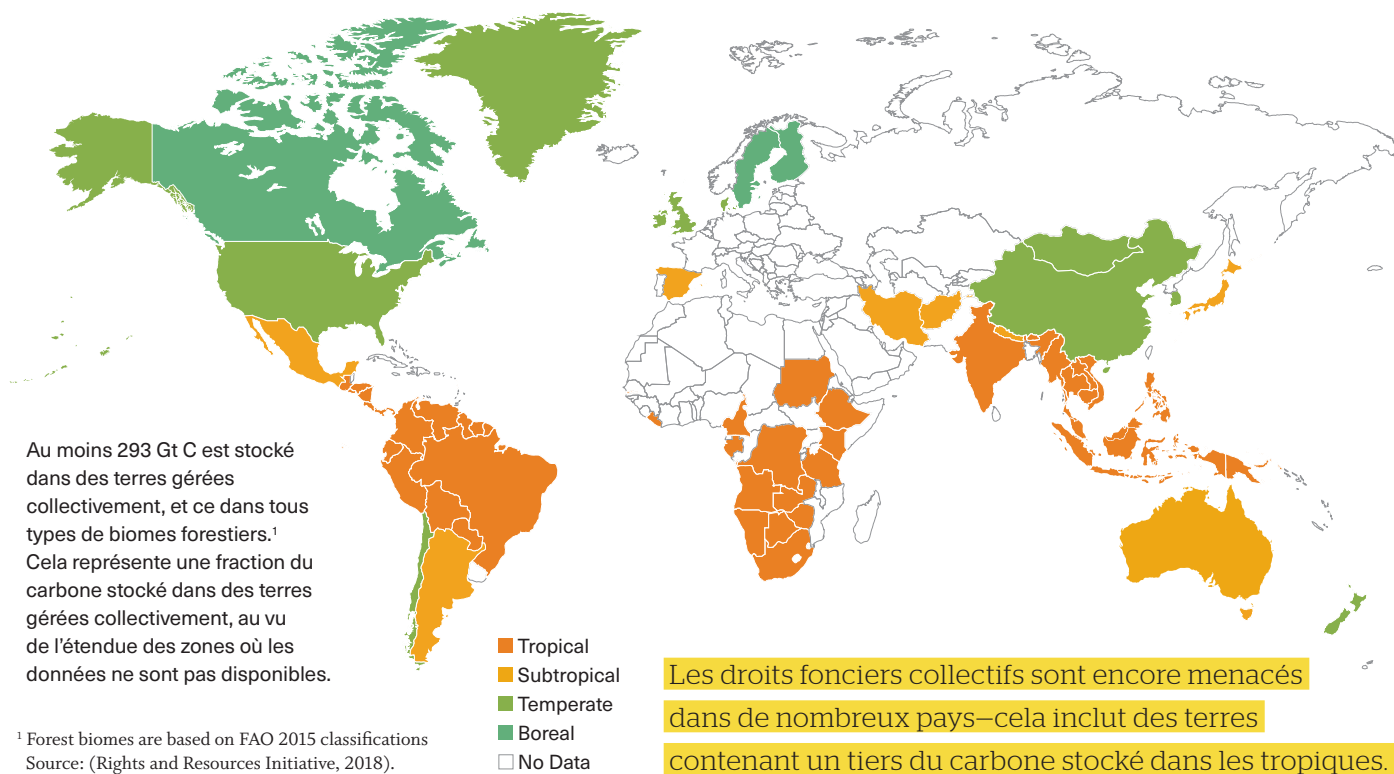 Au moins 293 Gt C est stocké
dans des terres gérées
collectivement, et ce dans tous
types de biomes forestiers.¹
Cela représente une fraction du
carbone stocké dans des terres
gérées collectivement, au vu
de l'étendue des zones où les
données ne sont pas disponibles.
¹ Forest biomes are based on FAO 2015 classifications
Source: (Rights and Resources Initiative, 2018).
Tropical
Subtropical
Temperate
Boreal
No Data
Les droits fonciers collectifs sont encore menacés
dans de nombreux pays—cela inclut des terres
contenant un tiers du carbone stocké dans les tropiques.